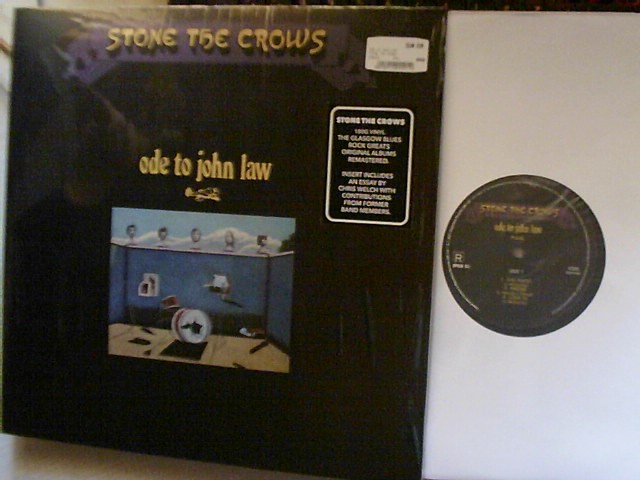 STONE THE CROWS
ode to john law
STONE THE CROWS
180G VINYL
THE GLASGOW BLUES
ROCK GREATS
ORIGINAL ALBUMS
REMASTERED.
INSERT INCLUDES
AN ESSAY BY
CHRIS WELCH WITH
CONTRIBUTIONS
FROM FORMER
BAND MEMBERS.
STONE THE CROWS
ode to john law
R